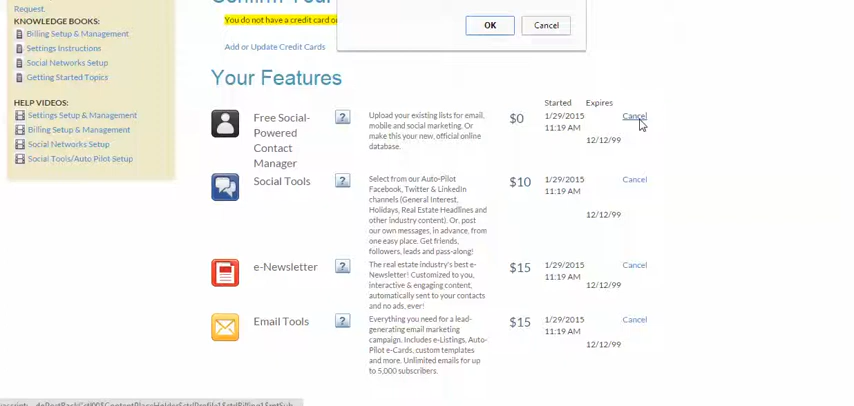 Request.
KNOWLEDGE BOOKS:
Billing Setup & Management
Settings Instructions
Social Networks Setup
Getting Started Topics
HELP VIDEOS:
Settings Setup & Management
Billing Setup & Management
Social Networks Setup
Social Tools/Auto Pilot Setup
You do not have a credit card
OK
Cancel
Add or Update Credit Cards
Your Features
Started Expires
Free Social-
Powered
Contact
Manager
?
Upload your existing lists for email,
mobile and social marketing. Or
make this your new, official online
database.
$0
1/29/2015
11:19 AM
12/12/99
Cancel
Social Tools
?
Select from our Auto-Pilot
Facebook, Twitter & LinkedIn
channels (General Interest,
Holidays, Real Estate Headlines and
other industry content). Or, post
our own messages, in advance, from
one easy place. Get friends,
followers, leads and pass-along!
$10
1/29/2015
11:19 AM
12/12/99
Cancel
e-Newsletter
?
The real estate industry's best e-
Newsletter! Customized to you,
interactive & engaging content,
automatically sent to your contacts
and no ads, ever!
$15
1/29/2015
11:19 AM
12/12/99
Cancel
Email Tools
?
Everything you need for a lead-
generating email marketing
campaign. Includes e-Listings, Auto-
Pilot e-Cards, custom templates
and more. Unlimited emails for up
to 5,000 subscribers.
$15
1/29/2015
11:19 AM
12/12/99
Cancel